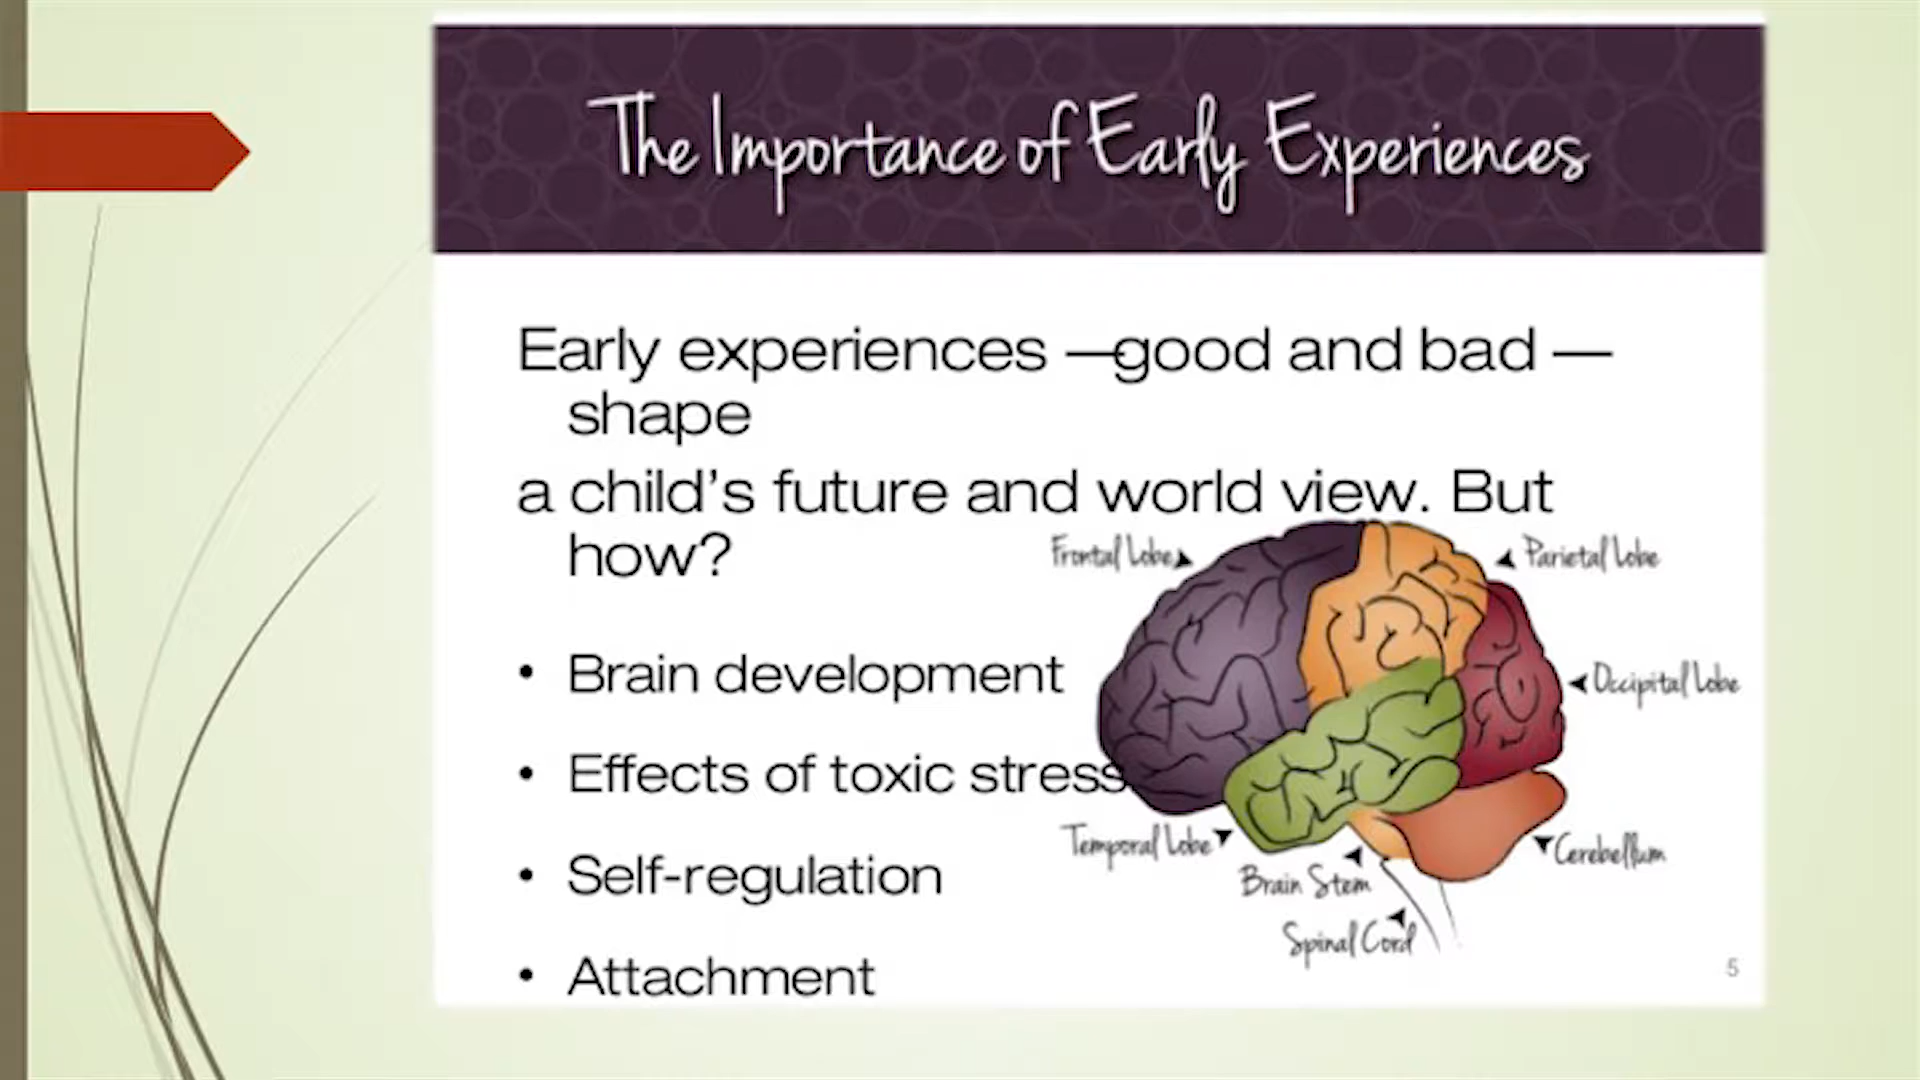 The Importance of Early Experiences
Early experiences —good and bad —
shape
a child’s future and world view. But
how?
• Brain development
• Effects of toxic stress
• Self-regulation
• Attachment
Frontal Lobe
Parietal Lobe
Occipital Lobe
Temporal Lobe
Cerebellum
Brain Stem
Spinal Cord
5